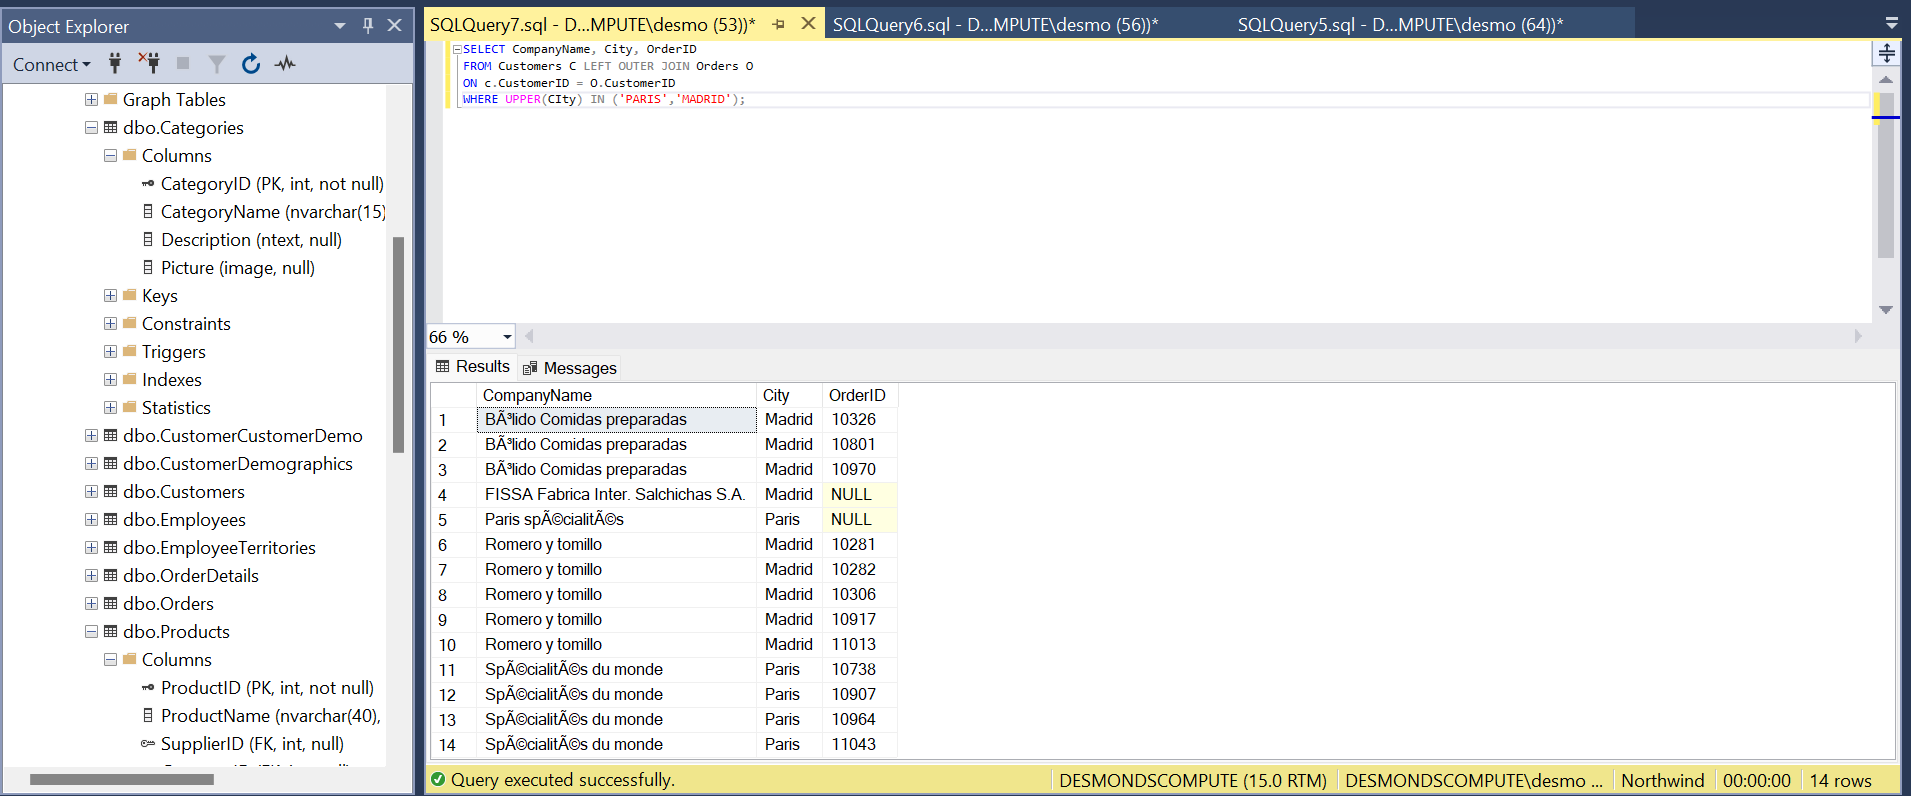 Object Explorer
Connect
Graph Tables
dbo.Categories
Columns
CategoryID (PK, int, not null)
CategoryName (nvarchar(15)
Description (ntext, null)
Picture (image, null)
Keys
Constraints
Triggers
Indexes
Statistics
dbo.CustomerCustomerDemo
dbo.CustomerDemographics
dbo.Customers
dbo.Employees
dbo.EmployeeTerritories
dbo.OrderDetails
dbo.Orders
dbo.Products
Columns
ProductID (PK, int, not null)
ProductName (nvarchar(40),
SupplierID (FK, int, null)
SQLQuery7.sql - D...MPUTE\desmo (53))* SQLQuery6.sql - D...MPUTE\desmo (56))* SQLQuery5.sql - D...MPUTE\desmo (64))*
SELECT CompanyName, City, OrderID
FROM Customers C LEFT OUTER JOIN Orders O
ON c.CustomerID = O.CustomerID
WHERE UPPER(CIty) IN ('PARIS','MADRID');
66 %
Results Messages
CompanyName City OrderID
1 BÃ³lido Comidas preparadas Madrid 10326
2 BÃ³lido Comidas preparadas Madrid 10801
3 BÃ³lido Comidas preparadas Madrid 10970
4 FISSA Fabrica Inter. Salchichas S.A. Madrid NULL
5 Paris spÃ©cialitÃ©s Paris NULL
6 Romero y tomillo Madrid 10281
7 Romero y tomillo Madrid 10282
8 Romero y tomillo Madrid 10306
9 Romero y tomillo Madrid 10917
10 Romero y tomillo Madrid 11013
11 SpÃ©cialitÃ©s du monde Paris 10738
12 SpÃ©cialitÃ©s du monde Paris 10907
13 SpÃ©cialitÃ©s du monde Paris 10964
14 SpÃ©cialitÃ©s du monde Paris 11043
Query executed successfully. DESMONDSCOMPUTE (15.0 RTM) DESMONDSCOMPUTE\desmo ... Northwind 00:00:00 14 rows